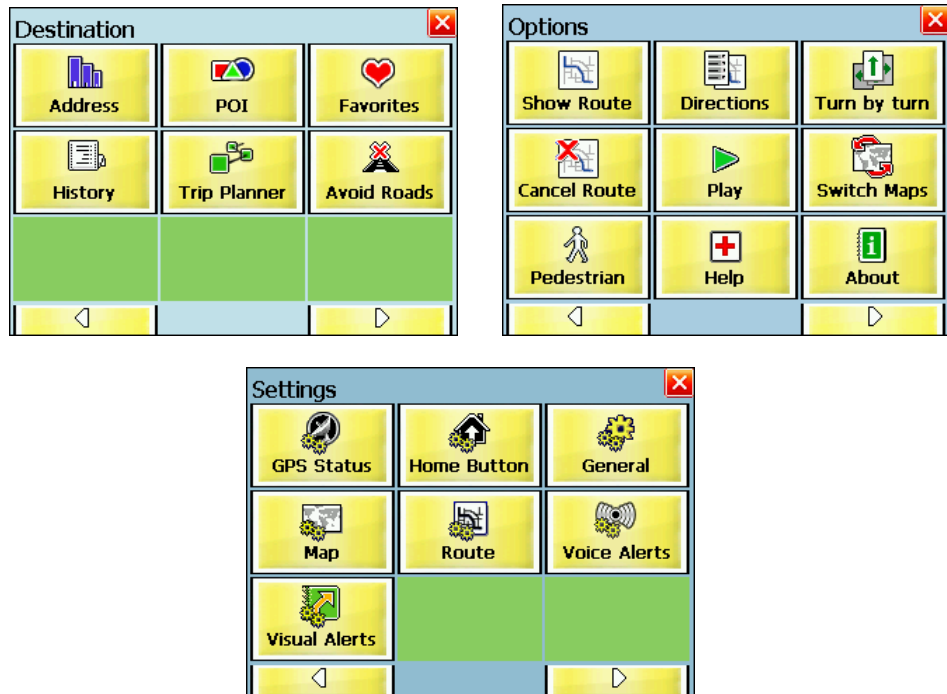 Destination
Address POI Favorites
History Trip Planner Avoid Roads
Options
Show Route Directions Turn by turn
Cancel Route Play Switch Maps
Pedestrian Help About
Settings
GPS Status Home Button General
Map Route Voice Alerts
Visual Alerts